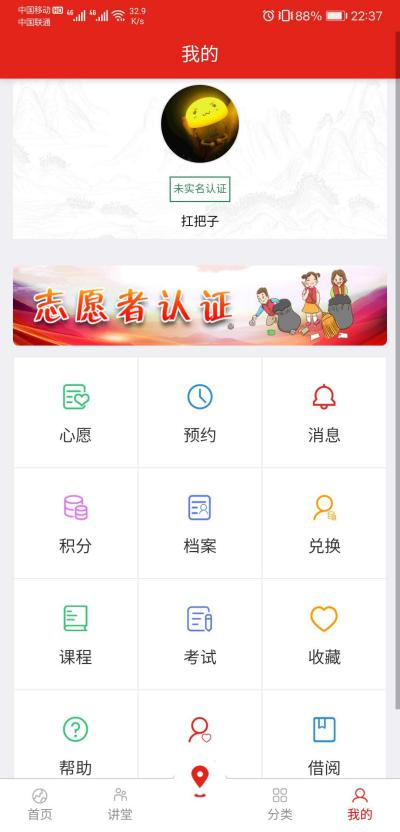 中国移动 HD 4G 4G 32.9 88% 22:37
中国联通 K/s
我的
未实名认证
扛把子
志愿者认证
心愿 预约 消息
积分 档案 兑换
课程 考试 收藏
帮助 借阅
首页 讲堂 分类 我的